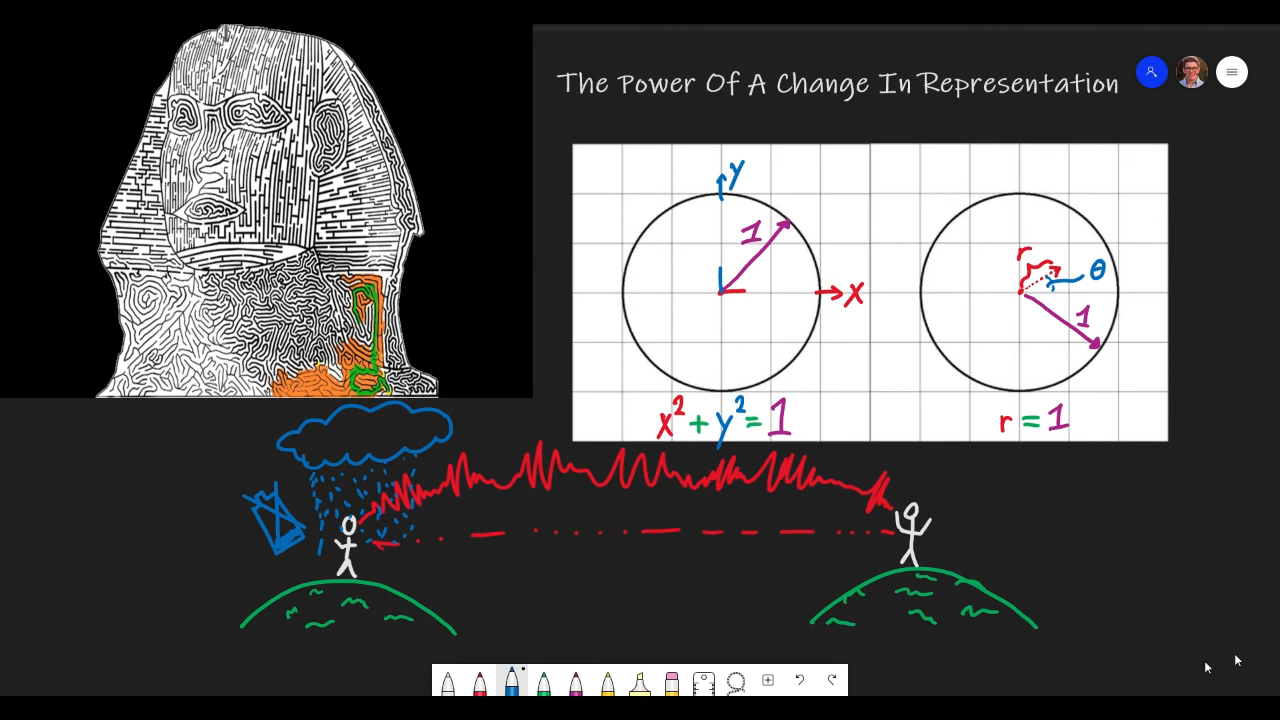 The Power Of A Change In Representation
y
1
x
x² + y² = 1
r
θ
1
r = 1